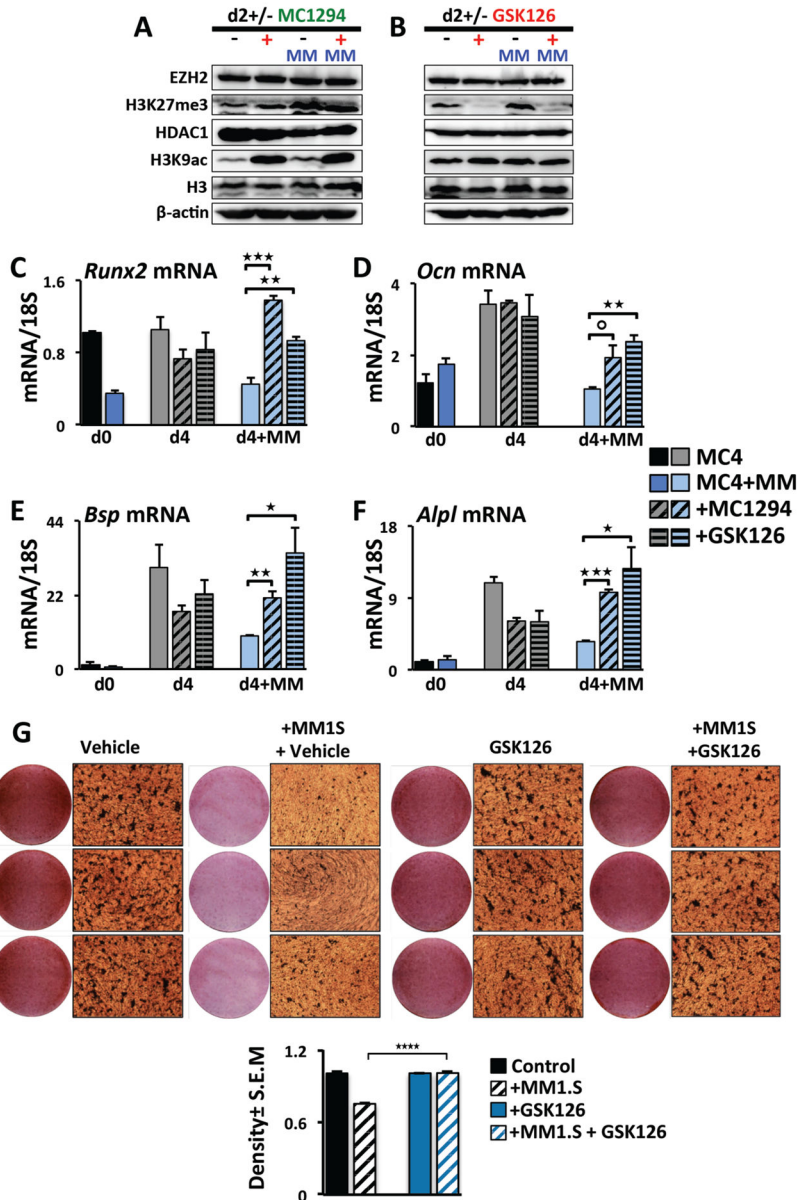 A
d2+/- MC1294
- + - +
MM MM
B
d2+/- GSK126
- + - +
MM MM
EZH2
H3K27me3
HDAC1
H3K9ac
H3
β-actin
C
Runx2 mRNA
★★★
★★
mRNA/18S
1.6
0.8
0
d0 d4 d4+MM
D
Ocn mRNA
★★
○
mRNA/18S
4
2
0
d0 d4 d4+MM
MC4
MC4+MM
+MC1294
+GSK126
E
Bsp mRNA
★
★★
mRNA/18S
44
22
0
d0 d4 d4+MM
F
Alpl mRNA
★
★★★
mRNA/18S
18
9
0
d0 d4 d4+MM
G
Vehicle
+MM1S
+ Vehicle
GSK126
+MM1S
+GSK126
Density± S.E.M
1.2
0.6
0
★★★★
Control
+MM1.S
+GSK126
+MM1.S + GSK126